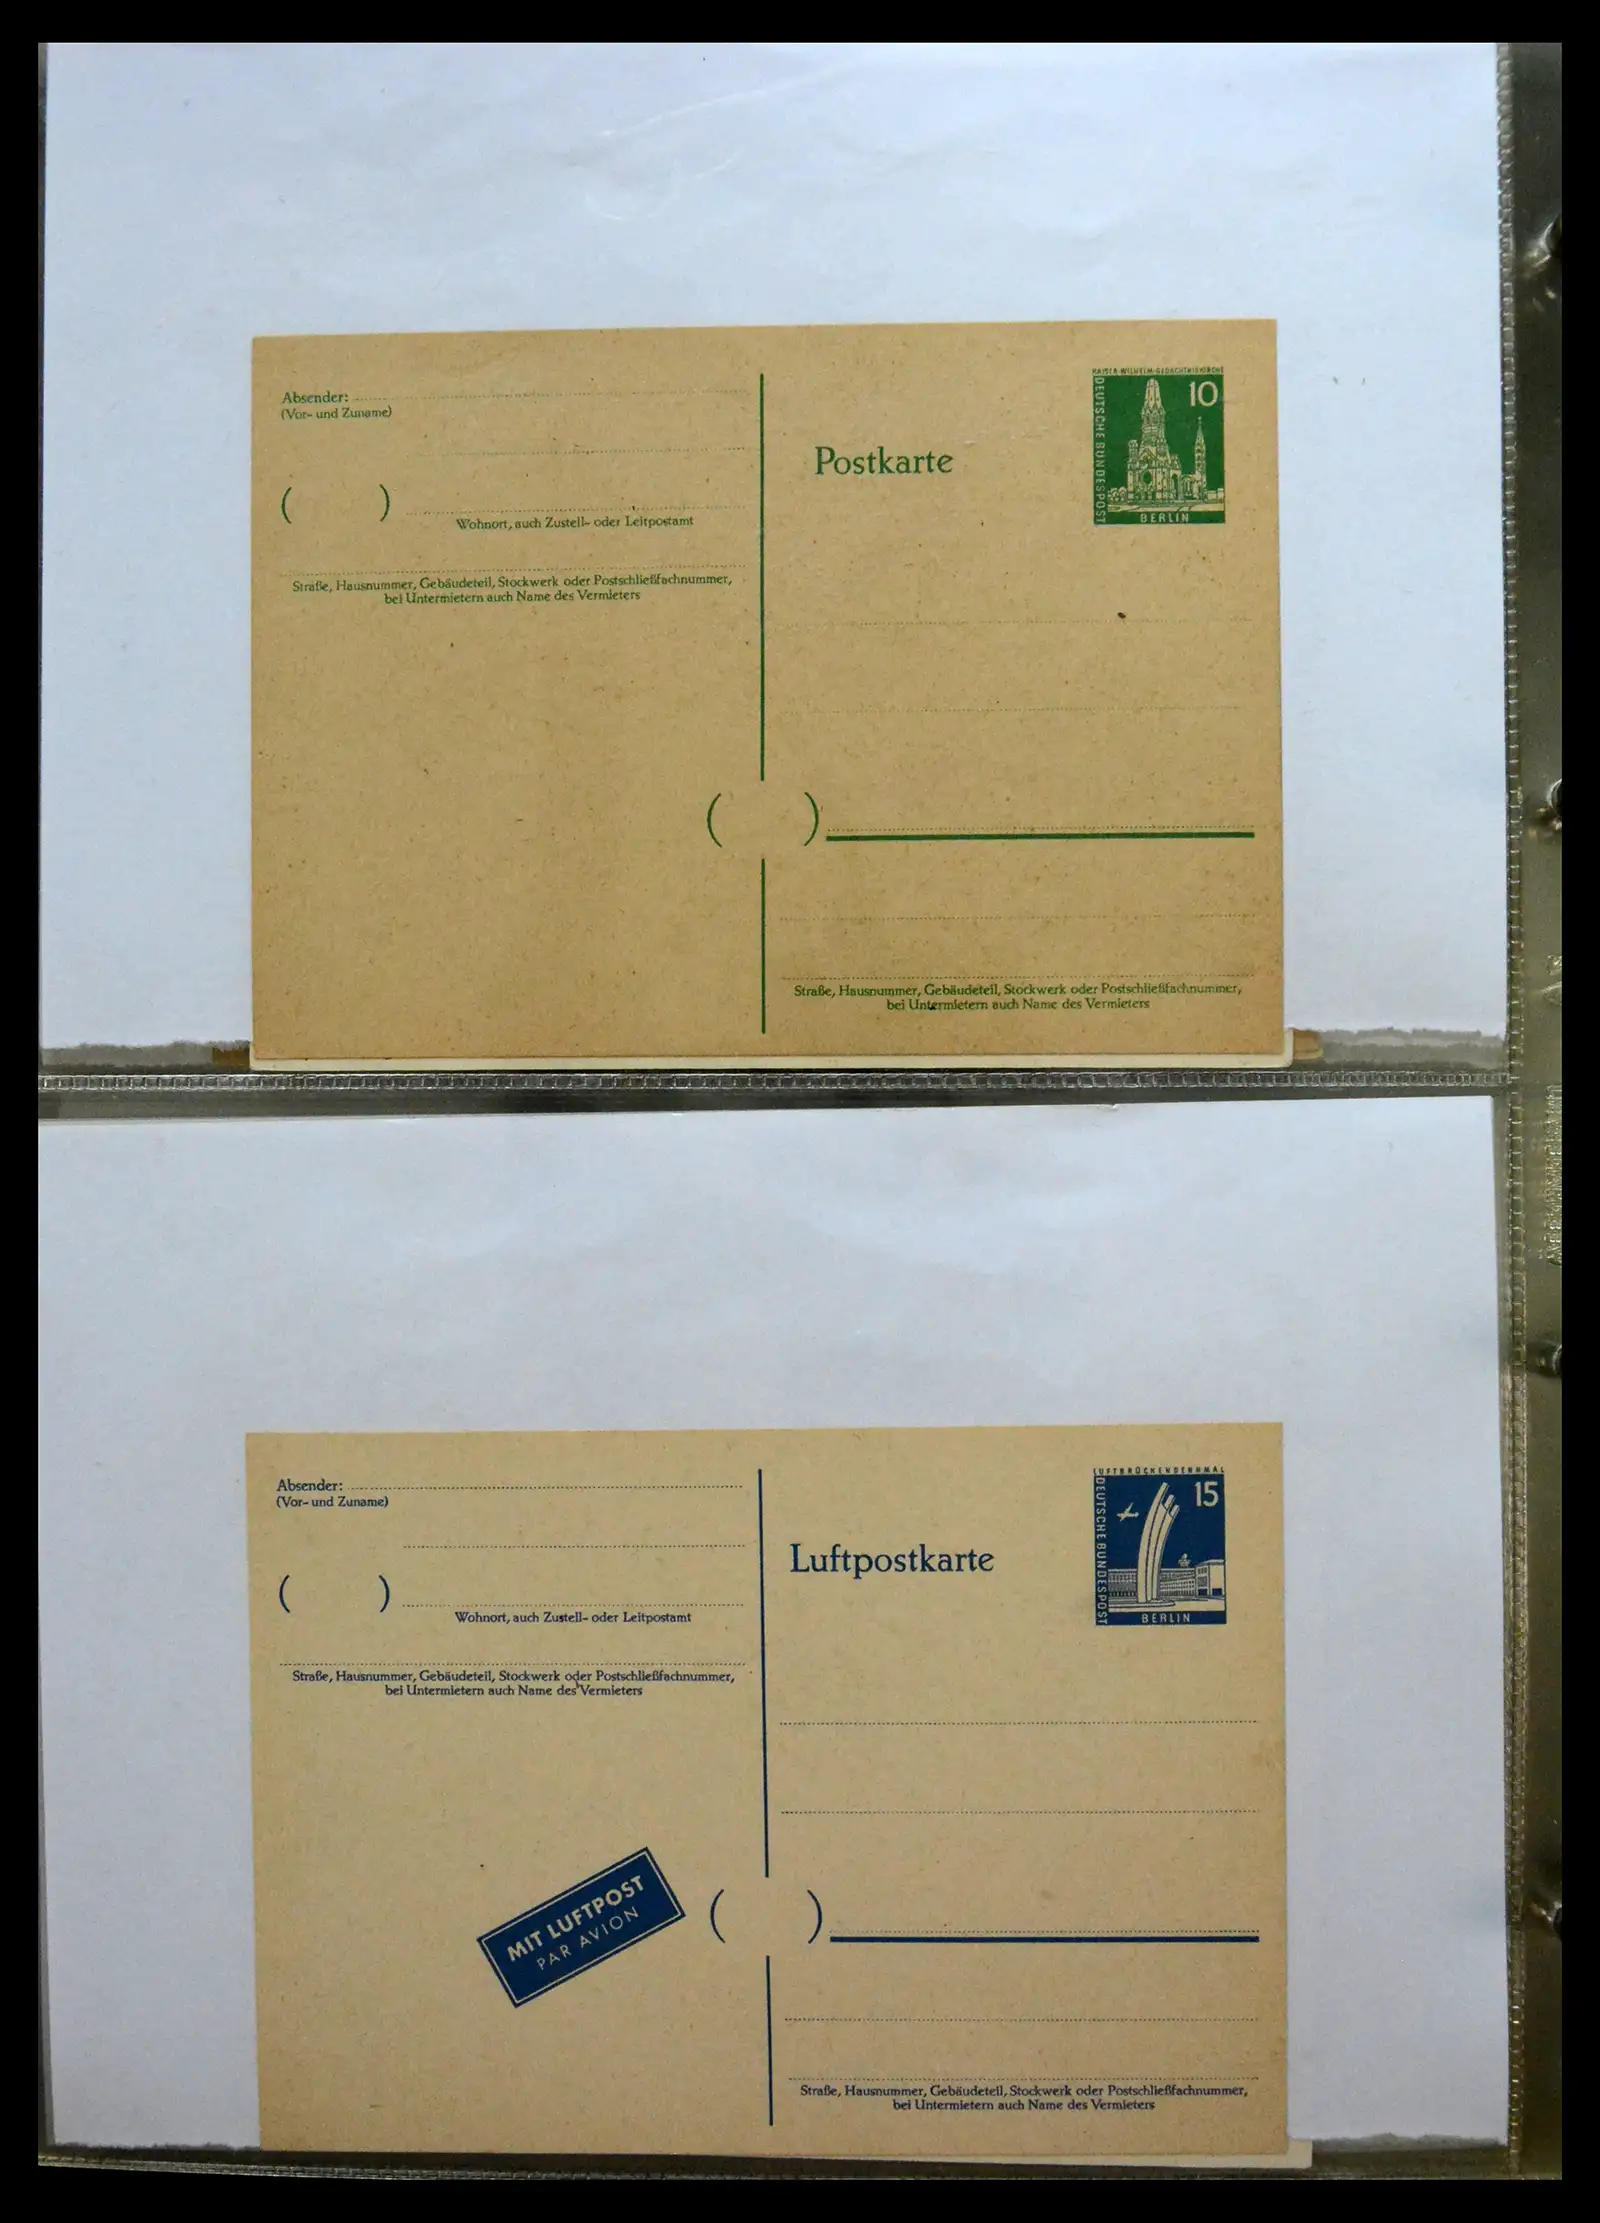 Absender:
(Vor- und Zuname)
( )
Wohnort, auch Zustell- oder Leitpostamt
Straße, Hausnummer, Gebäudeteil, Stockwerk oder Postschließfachnummer,
bei Untermietern auch Name des Vermieters
Postkarte
KAISER-WILHELM-GEDÄCHTNISKIRCHE
DEUTSCHE BUNDESPOST
10
BERLIN
( )
Straße, Hausnummer, Gebäudeteil, Stockwerk oder Postschließfachnummer,
bei Untermietern auch Name des Vermieters
Absender:
(Vor- und Zuname)
( )
Wohnort, auch Zustell- oder Leitpostamt
Straße, Hausnummer, Gebäudeteil, Stockwerk oder Postschließfachnummer,
bei Untermietern auch Name des Vermieters
MIT LUFTPOST
PAR AVION
Luftpostkarte
LUFTBRÜCKENDENKMAL
DEUTSCHE BUNDESPOST
15
BERLIN
( )
Straße, Hausnummer, Gebäudeteil, Stockwerk oder Postschließfachnummer,
bei Untermietern auch Name des Vermieters